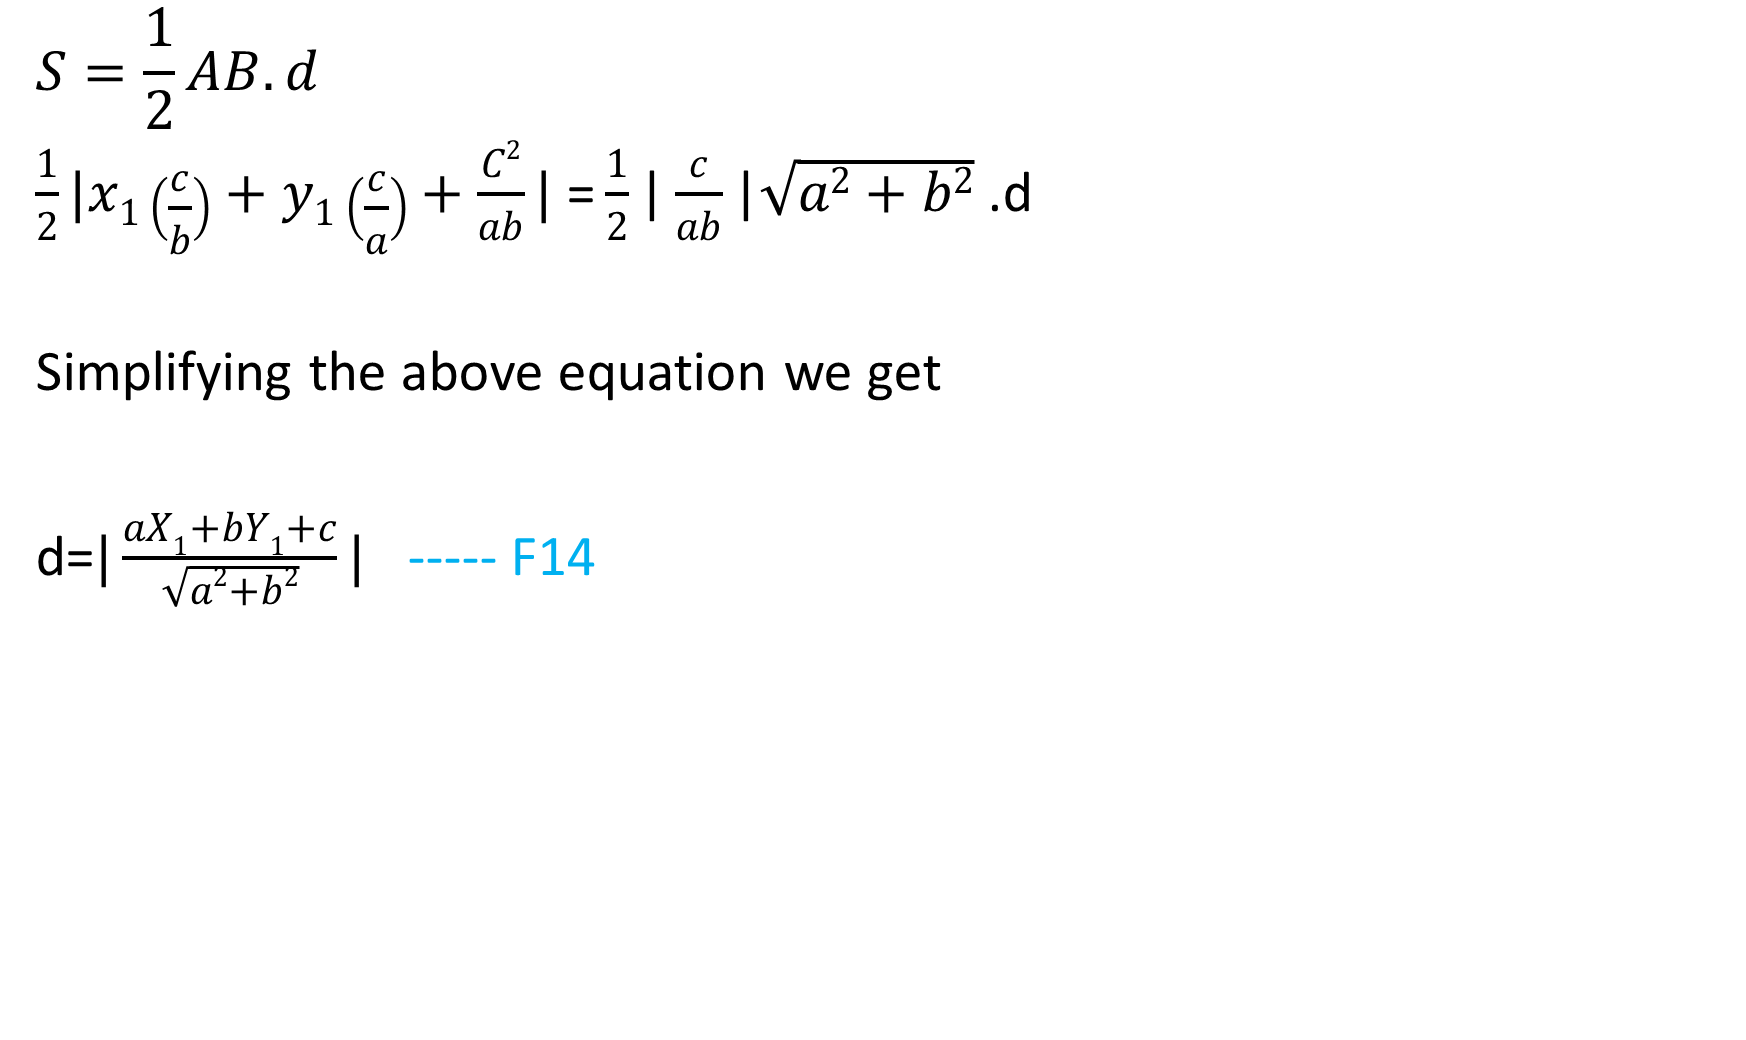 S = 1/2 AB. d
1/2 |x₁(c/b) + y₁(c/a) + C²/ab| = 1/2 | c/ab |√(a² + b²) .d
Simplifying the above equation we get
d=| (aX₁+bY₁+c)/√(a²+b²) | ----- F14